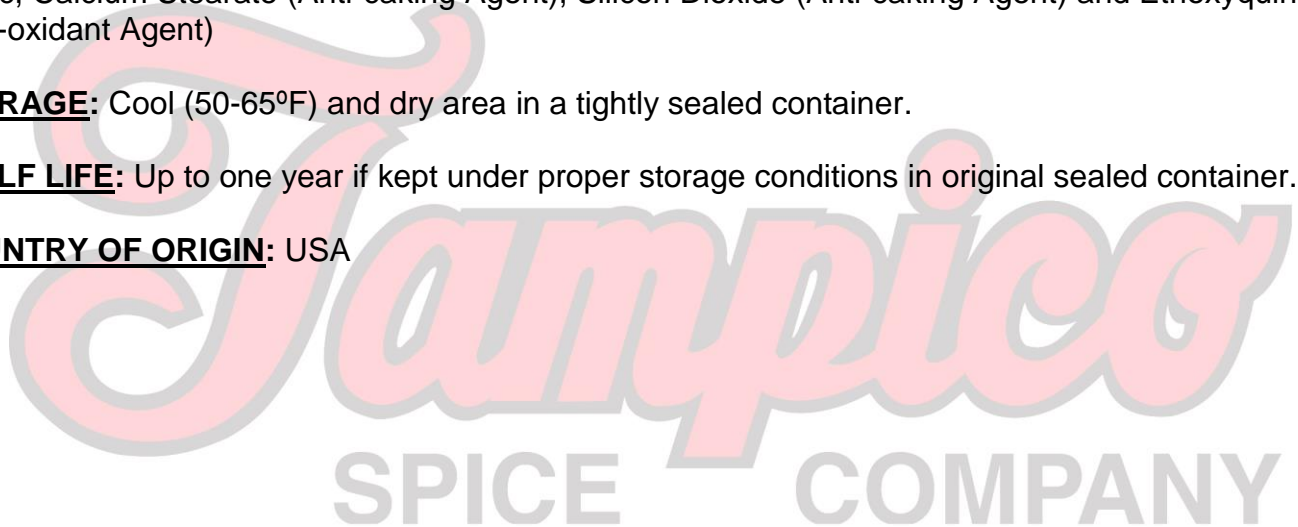 Calcium Stearate (Anti-caking Agent), Silicon Dioxide (Anti-caking Agent) and Ethoxyquin
-oxidant Agent)
RAGE: Cool (50-65ºF) and dry area in a tightly sealed container.
LF LIFE: Up to one year if kept under proper storage conditions in original sealed container.
NTRY OF ORIGIN: USA
Tampico
SPICE COMPANY